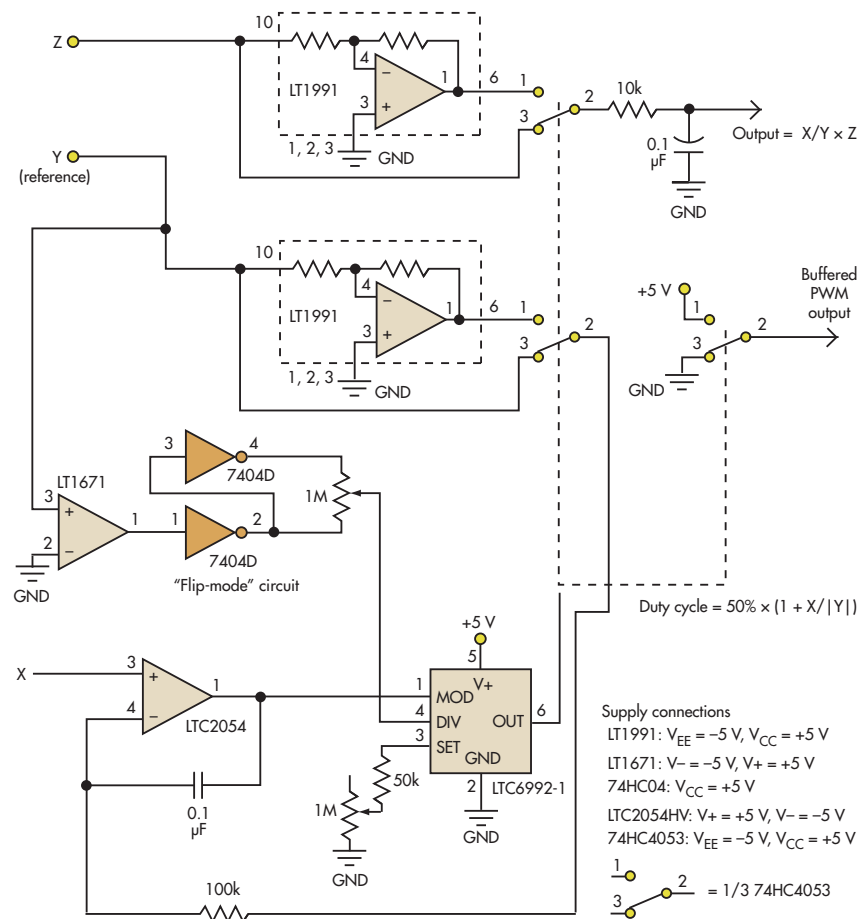 Z
10
4
LT1991
3
−
+
1
6
1
3
2
10k
1, 2, 3
GND
0.1
µF
GND
Output = X/Y × Z
Y
(reference)
10
4
LT1991
3
−
+
1
6
1
3
2
1, 2, 3
GND
+5 V
1
3
2
GND
Buffered
PWM
output
LT1671
3
+
2
−
1
GND
3
4
7404D
1
2
7404D
1M
“Flip-mode” circuit
Duty cycle = 50% × (1 + X/|Y|)
X
3
+
4
−
1
LTC2054
0.1
µF
100k
+5 V
5
V+
1
MOD
4
DIV
3
SET
OUT
6
GND
2
LTC6992-1
GND
50k
1M
GND
Supply connections
LT1991: VEE = −5 V, VCC = +5 V
LT1671: V− = −5 V, V+ = +5 V
74HC04: VCC = +5 V
LTC2054HV: V+ = +5 V, V− = −5 V
74HC4053: VEE = −5 V, VCC = +5 V
1
3
2
= 1/3 74HC4053